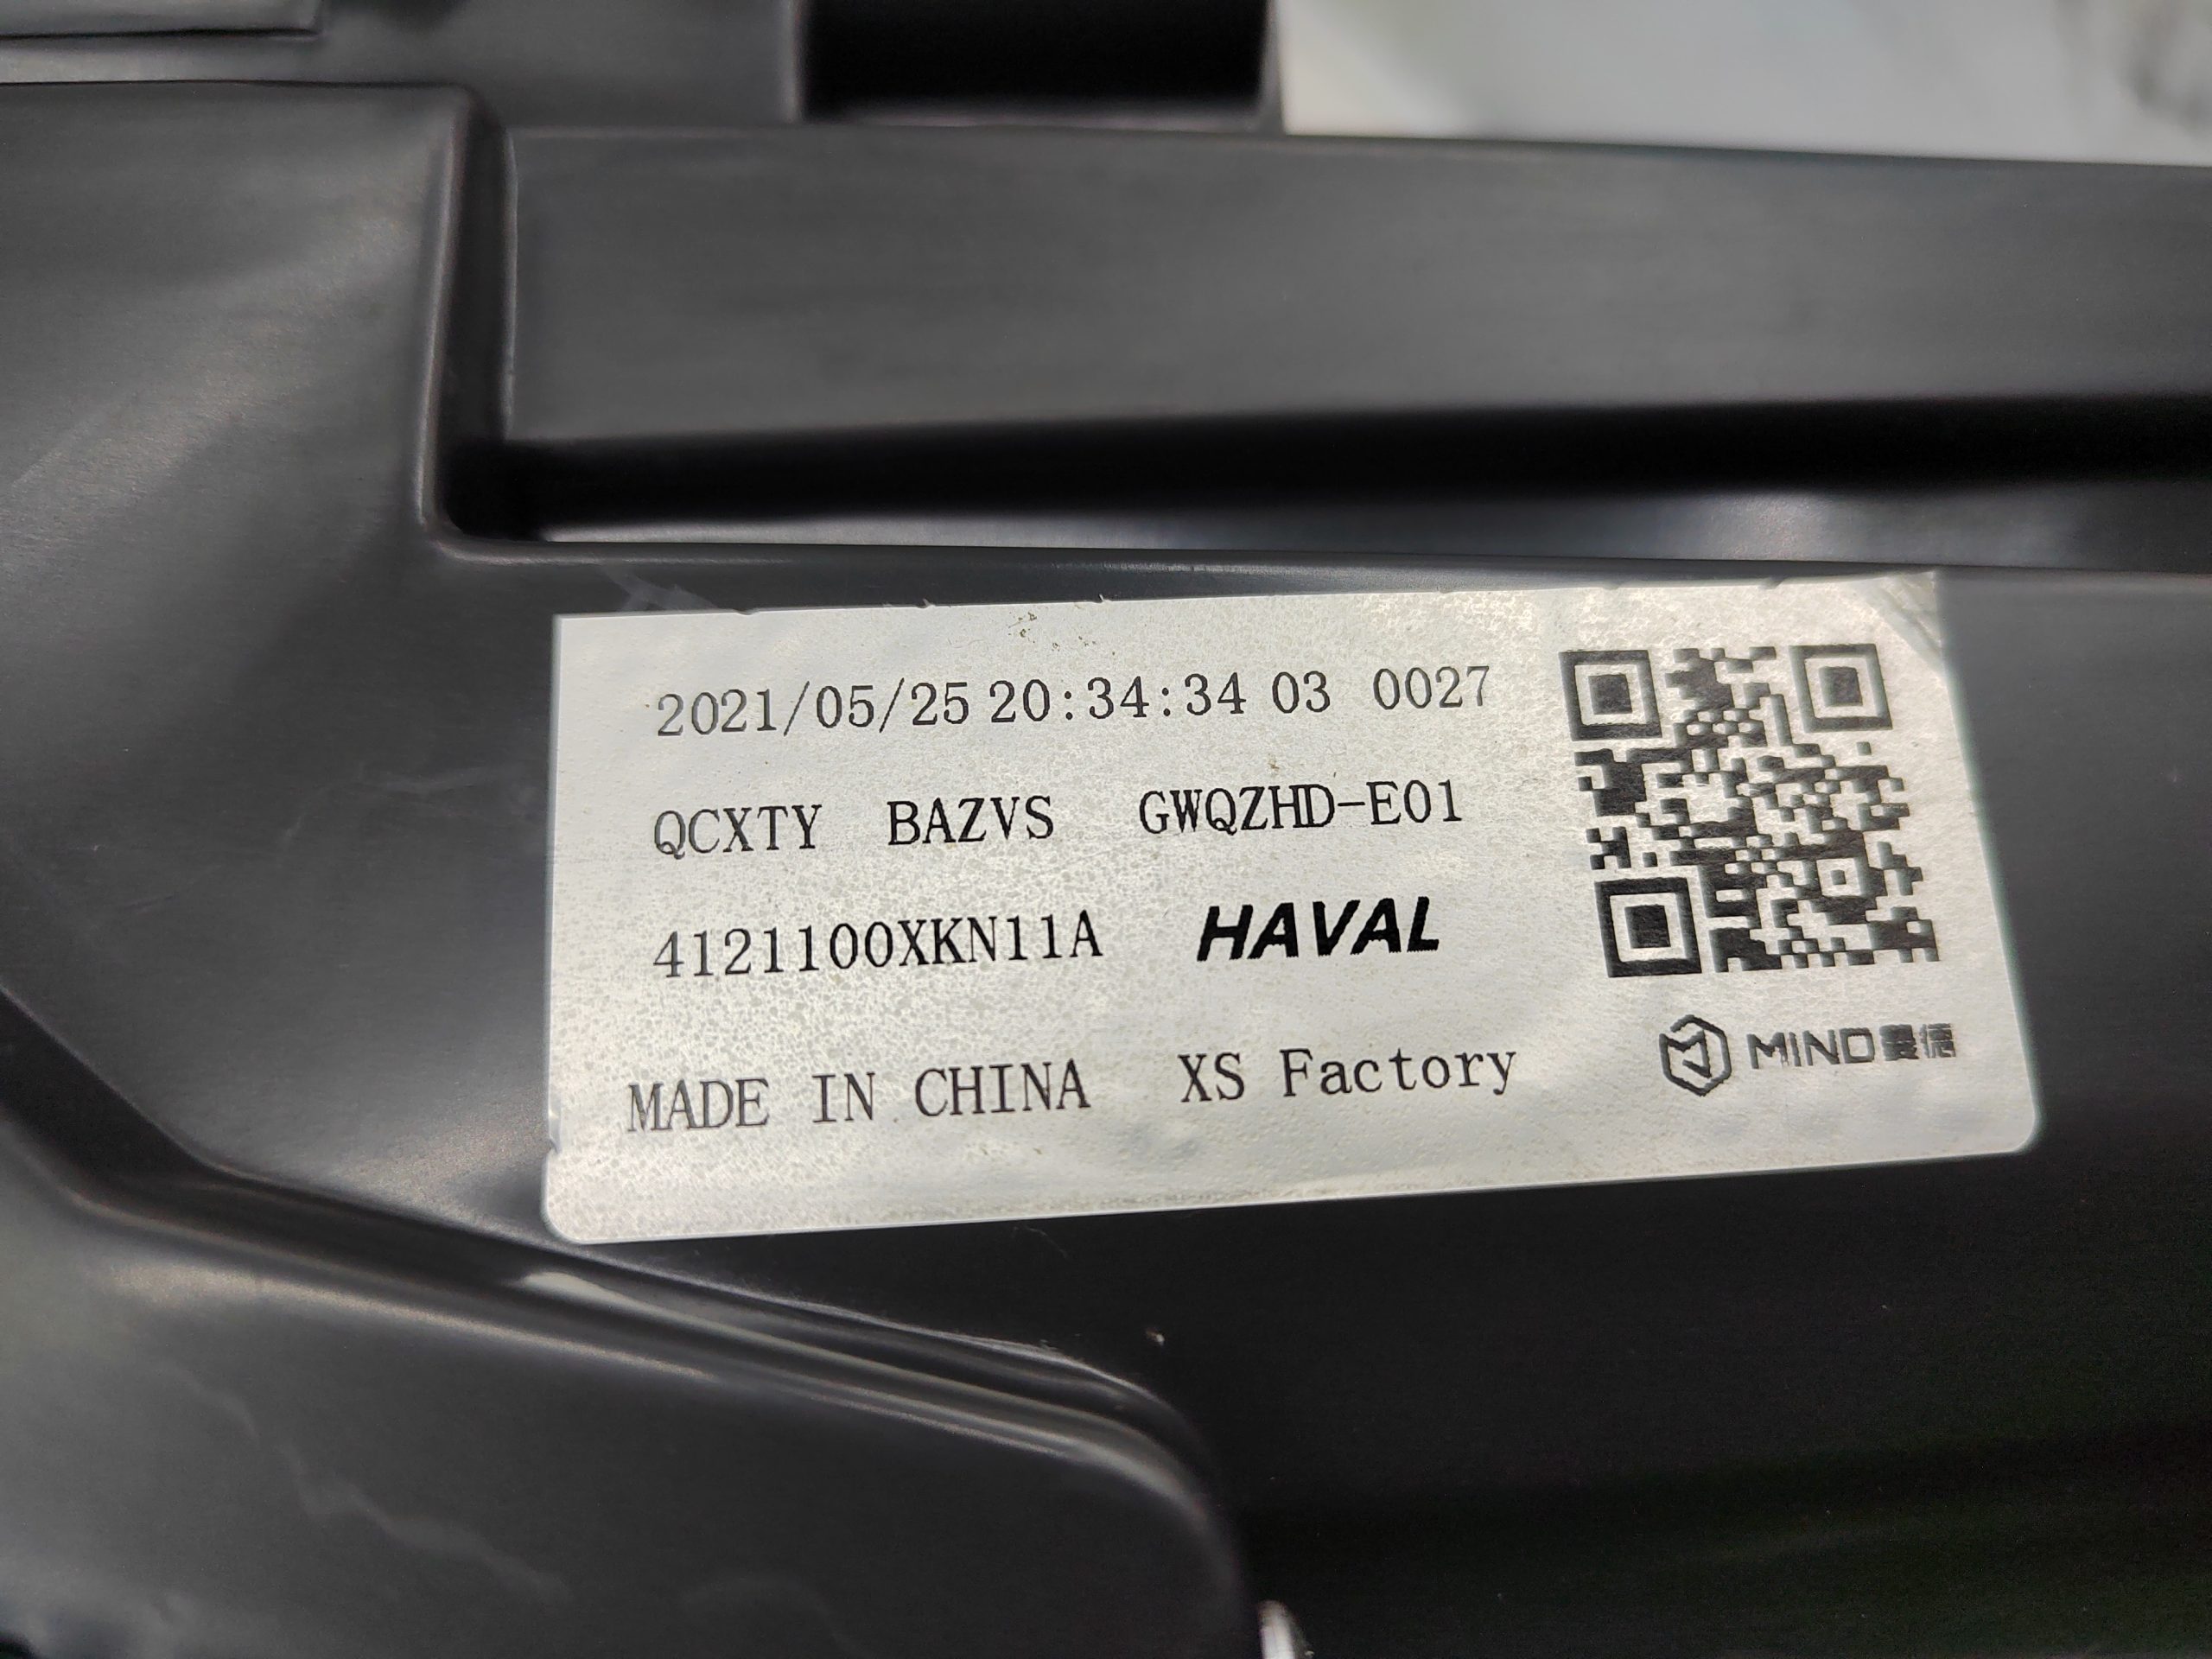 2021/05/25 20:34:34 03 0027
QCXTY BAZVS GWQZHD-E01
4121100XKN11A HAVAL
MADE IN CHINA XS Factory
MIND曼德